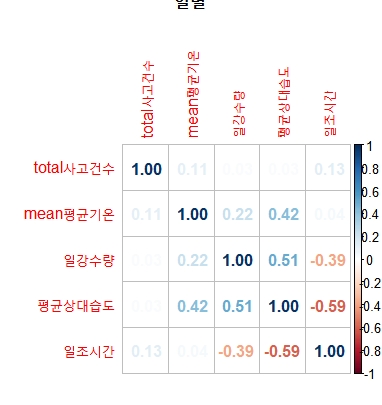 일별
total사고건수 mean평균기온 일강수량 평균상대습도 일조시간
total사고건수 1.00 0.11 0.03 0.03 0.13 1
0.8
mean평균기온 0.11 1.00 0.22 0.42 0.04 0.6
0.4
0.2
일강수량 0.03 0.22 1.00 0.51 -0.39 0
-0.2
평균상대습도 0.03 0.42 0.51 1.00 -0.59 -0.4
-0.6
일조시간 0.13 0.04 -0.39 -0.59 1.00 -0.8
-1